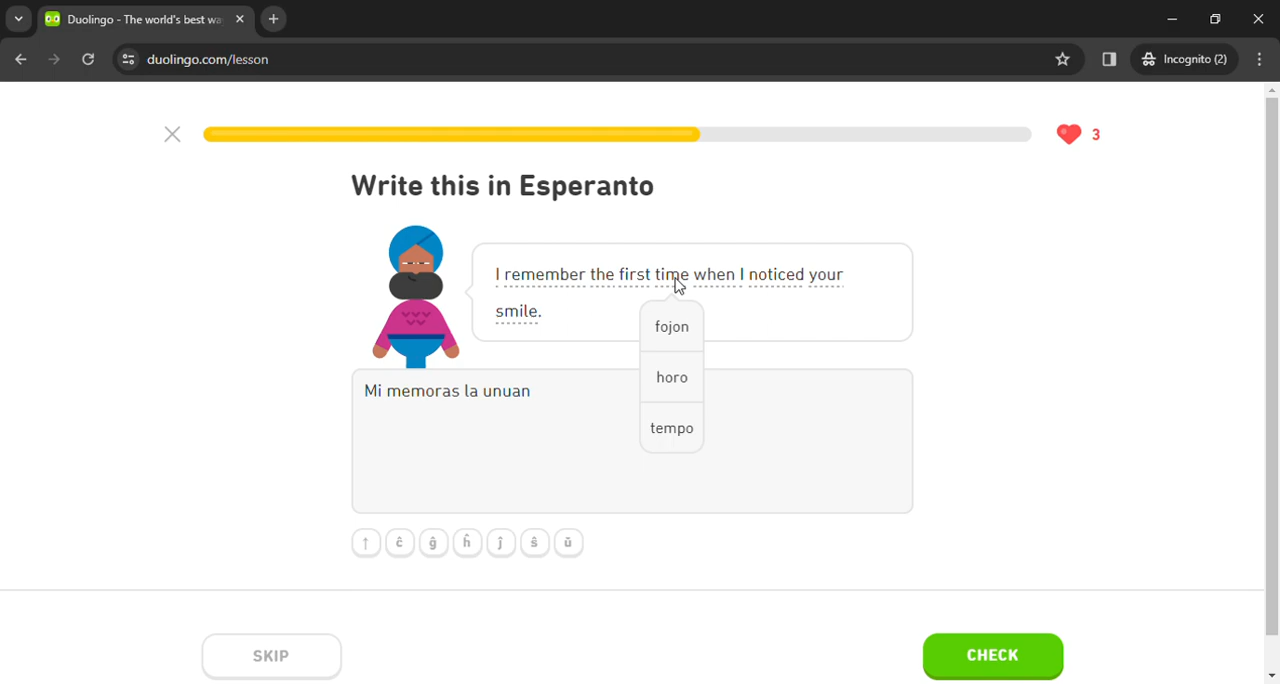 Duolingo - The world's best wa
duolingo.com/lesson
Incognito (2)
3
Write this in Esperanto
I remember the first time when I noticed your
smile.
fojon
horo
tempo
Mi memoras la unuan
↑ ĉ ĝ ĥ ĵ ŝ ŭ
SKIP
CHECK